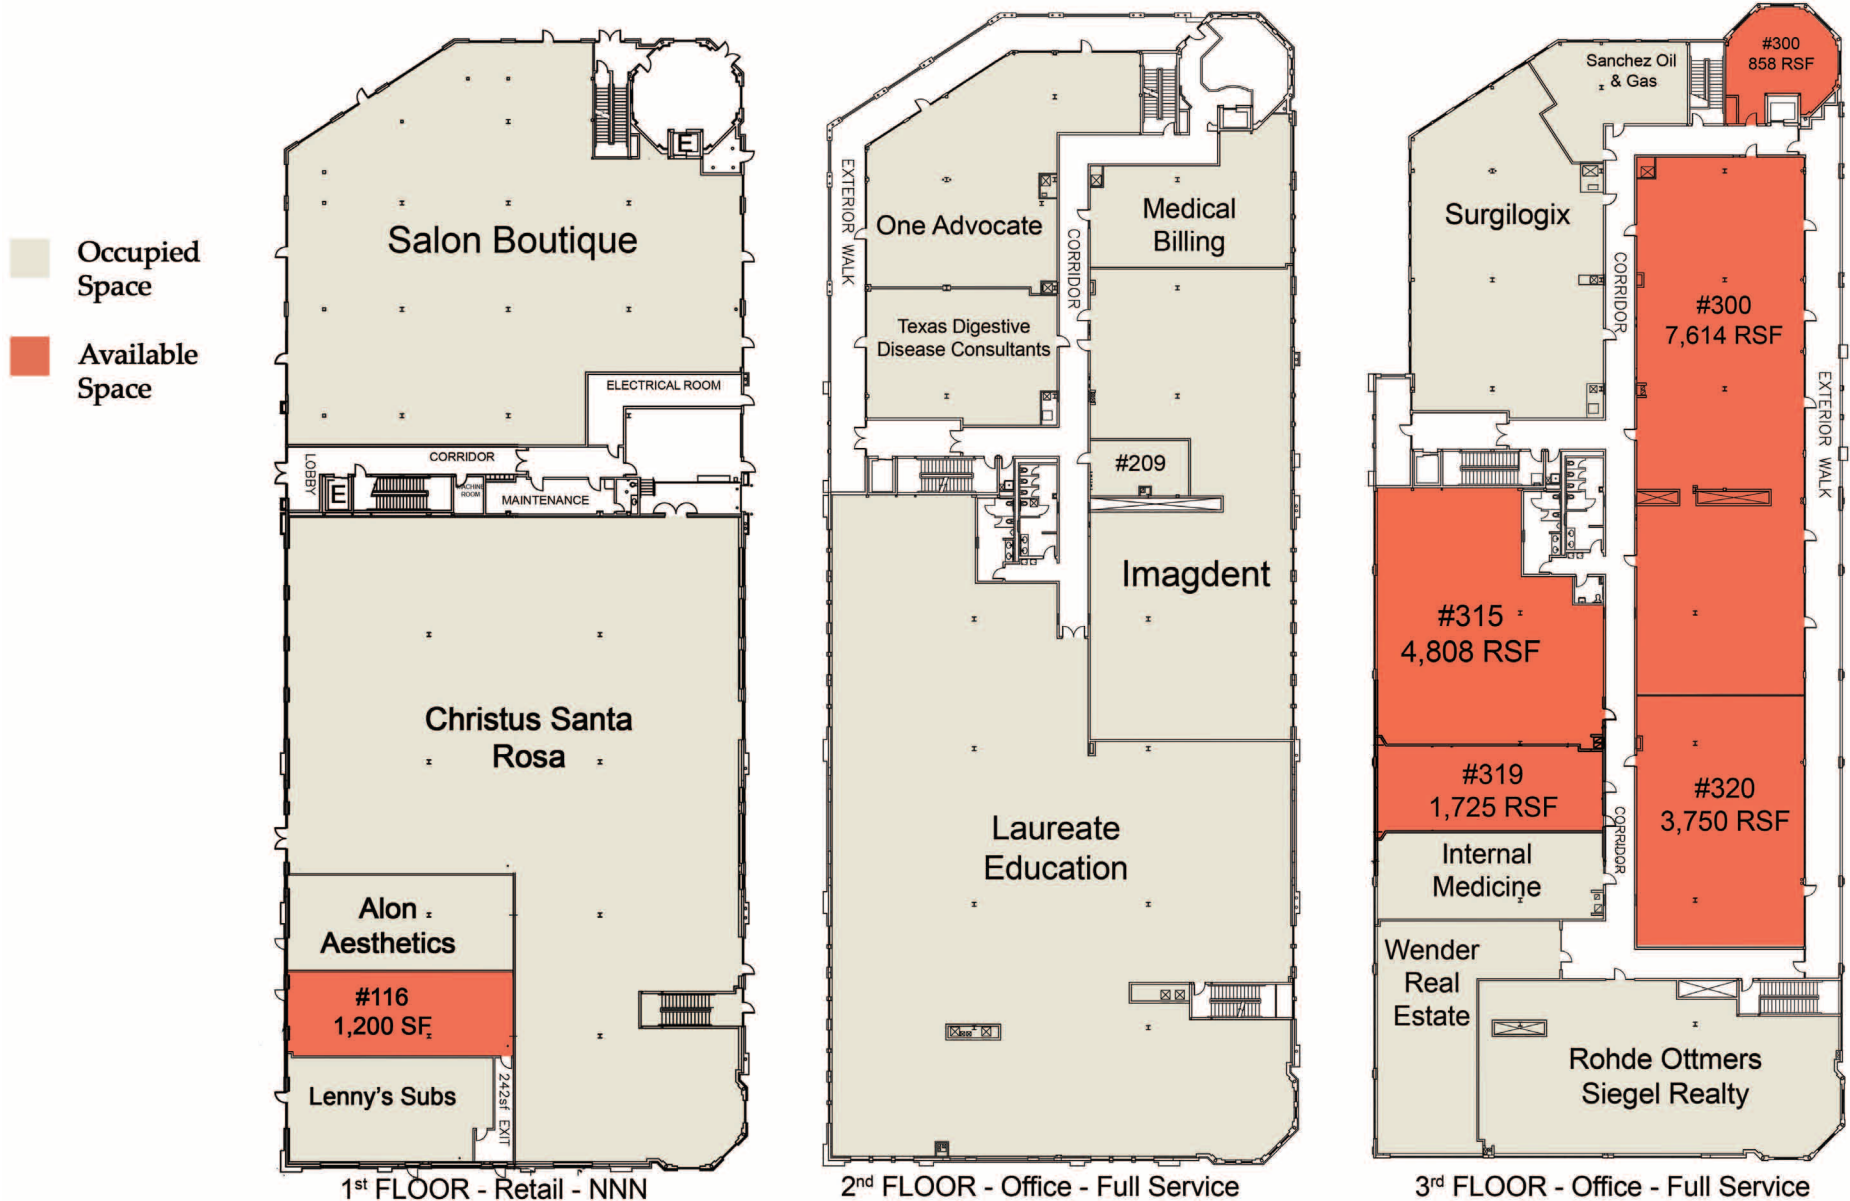 Occupied
Space
Available
Space
Salon Boutique
E
ELECTRICAL ROOM
CORRIDOR
LOBBY
E
MACHINE
ROOM
MAINTENANCE
Christus Santa
Rosa
Alon
Aesthetics
#116
1,200 SF
Lenny's Subs
242sf EXIT
1st FLOOR - Retail - NNN
EXTERIOR WALK
One Advocate
CORRIDOR
Medical
Billing
Texas Digestive
Disease Consultants
#209
Imagdent
Laureate
Education
2nd FLOOR - Office - Full Service
Sanchez Oil
& Gas
#300
858 RSF
Surgilogix
CORRIDOR
#300
7,614 RSF
EXTERIOR WALK
#315
4,808 RSF
#319
1,725 RSF
#320
3,750 RSF
CORRIDOR
Internal
Medicine
Wender
Real
Estate
Rohde Ottmers
Siegel Realty
3rd FLOOR - Office - Full Service